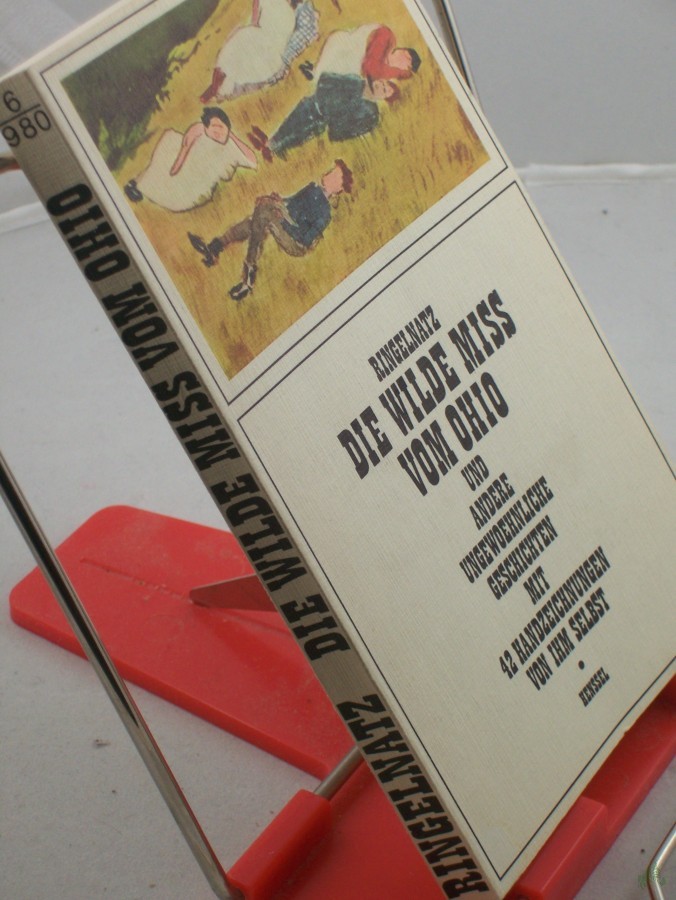 6
980
RINGELNATZ DIE WILDE MISS VOM OHIO
RINGELNATZ
DIE WILDE MISS
VOM OHIO
UND
ANDERE
UNGEWOEHNLICHE
GESCHICHTEN
MIT
42 HANDZEICHNUNGEN
VON IHM SELBST
HENSSEL